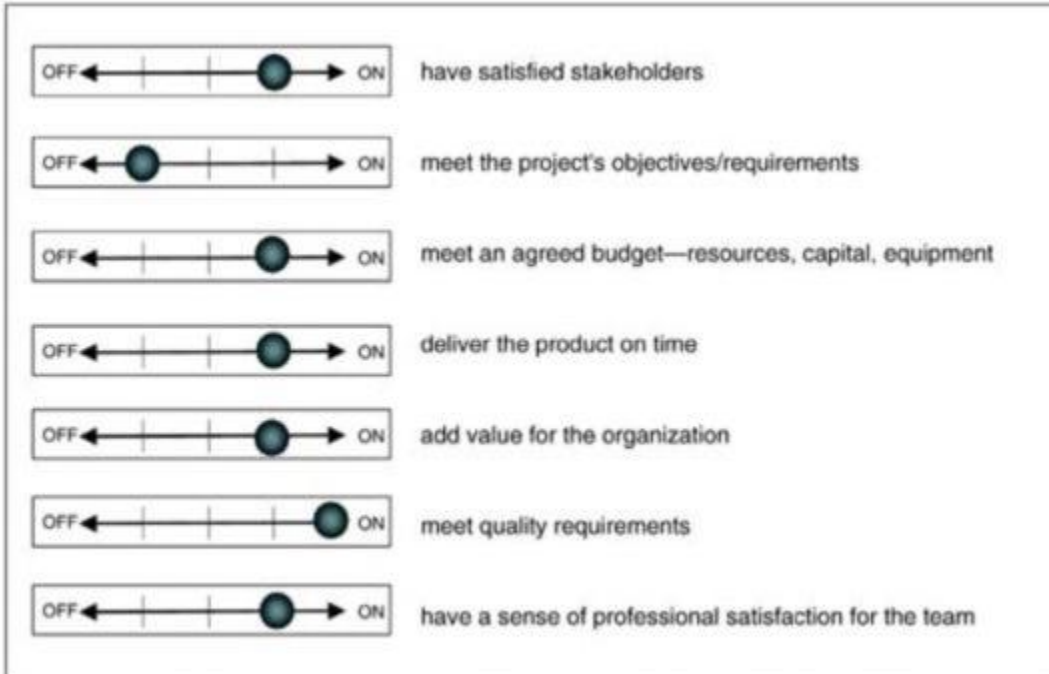 OFF ON have satisfied stakeholders
OFF ON meet the project's objectives/requirements
OFF ON meet an agreed budget—resources, capital, equipment
OFF ON deliver the product on time
OFF ON add value for the organization
OFF ON meet quality requirements
OFF ON have a sense of professional satisfaction for the team